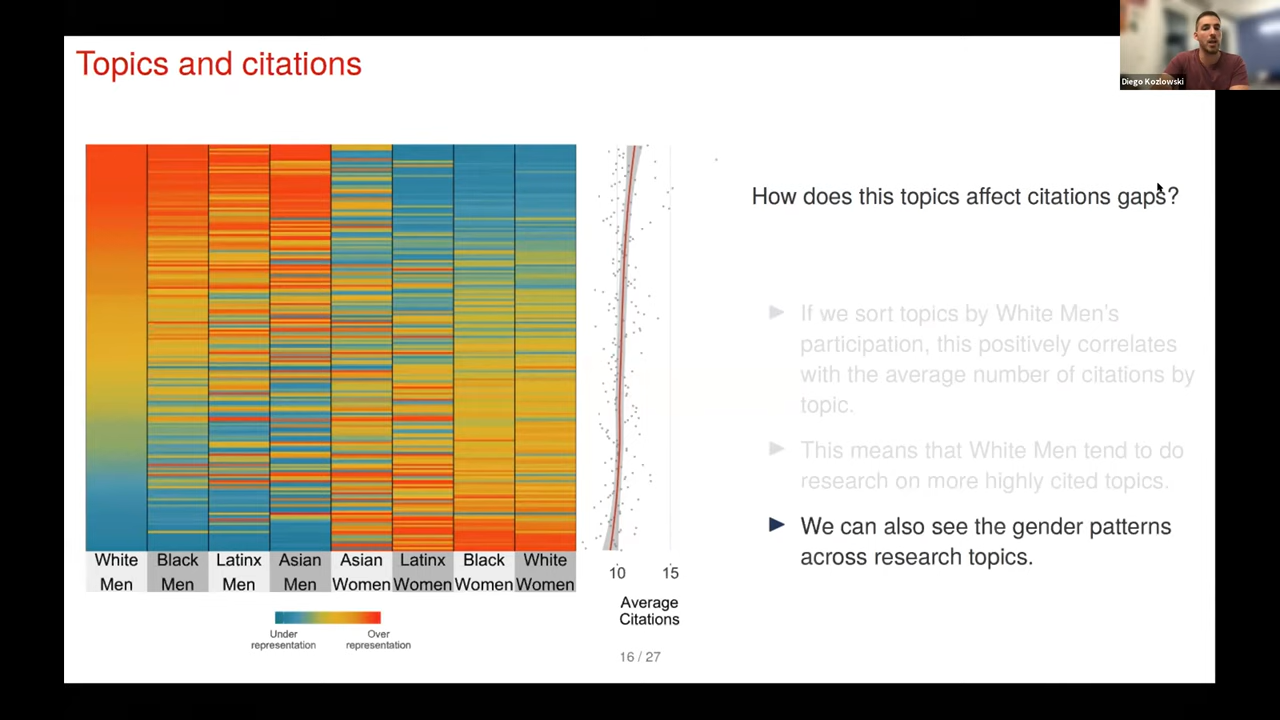 Topics and citations
Diego Kozlowski
How does this topics affect citations gaps?
If we sort topics by White Men's
participation, this positively correlates
with the average number of citations by
topic.
This means that White Men tend to do
research on more highly cited topics.
We can also see the gender patterns
across research topics.
White Black Latinx Asian Asian Latinx Black White
Men Men Men Men Women Women Women Women
10 15
Average
Citations
Under Over
representation representation
16 / 27